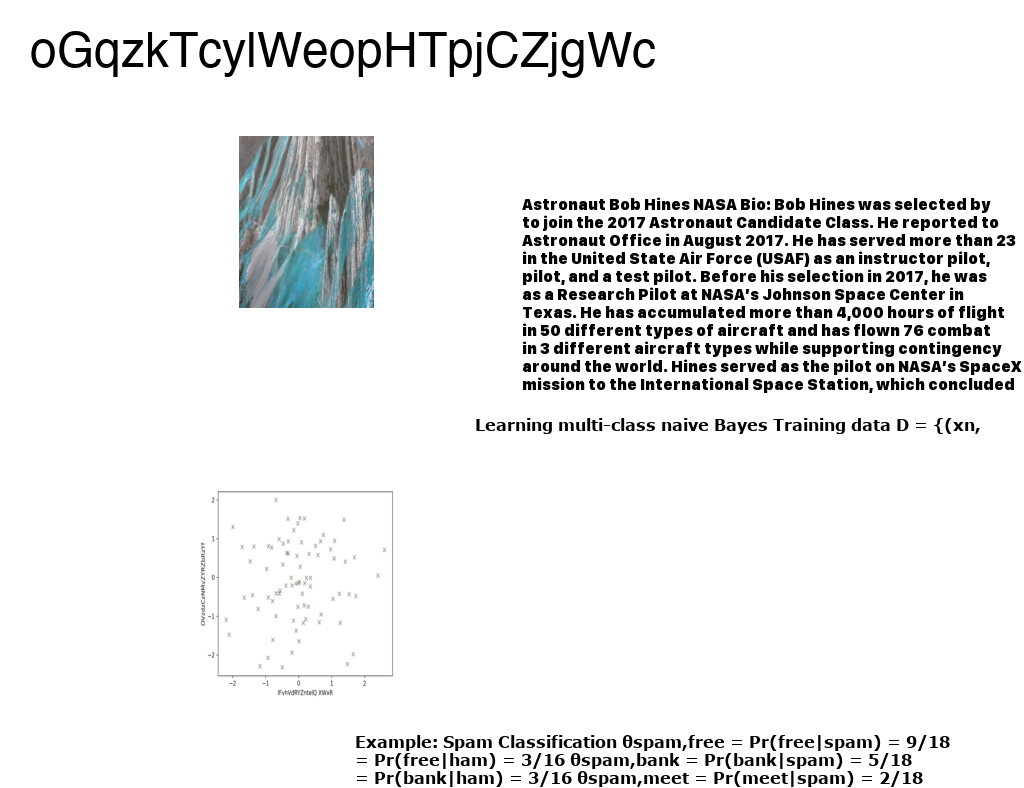 oGqzkTcylWeopHTpjCZjgWc
Astronaut Bob Hines NASA Bio: Bob Hines was selected by
to join the 2017 Astronaut Candidate Class. He reported to
Astronaut Office in August 2017. He has served more than 23
in the United State Air Force (USAF) as an instructor pilot,
pilot, and a test pilot. Before his selection in 2017, he was
as a Research Pilot at NASA’s Johnson Space Center in
Texas. He has accumulated more than 4,000 hours of flight
in 50 different types of aircraft and has flown 76 combat
in 3 different aircraft types while supporting contingency
around the world. Hines served as the pilot on NASA’s SpaceX
mission to the International Space Station, which concluded
Learning multi-class naive Bayes Training data D = {(xn,
2
1
0
−1
−2
−2 −1 0 1 2
Example: Spam Classification θspam,free = Pr(free|spam) = 9/18
= Pr(free|ham) = 3/16 θspam,bank = Pr(bank|spam) = 5/18
= Pr(bank|ham) = 3/16 θspam,meet = Pr(meet|spam) = 2/18